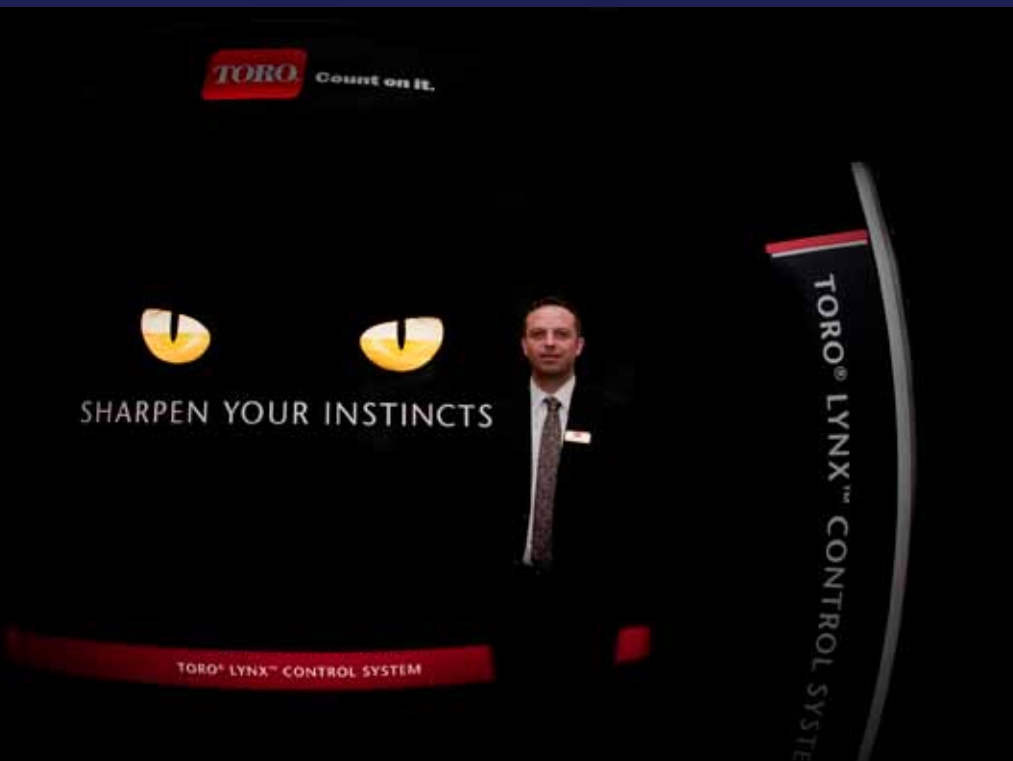 TORO. Count on it.
SHARPEN YOUR INSTINCTS
TORO® LYNX™ CONTROL SYSTEM
TORO® LYNX™ CONTROL SYSTE